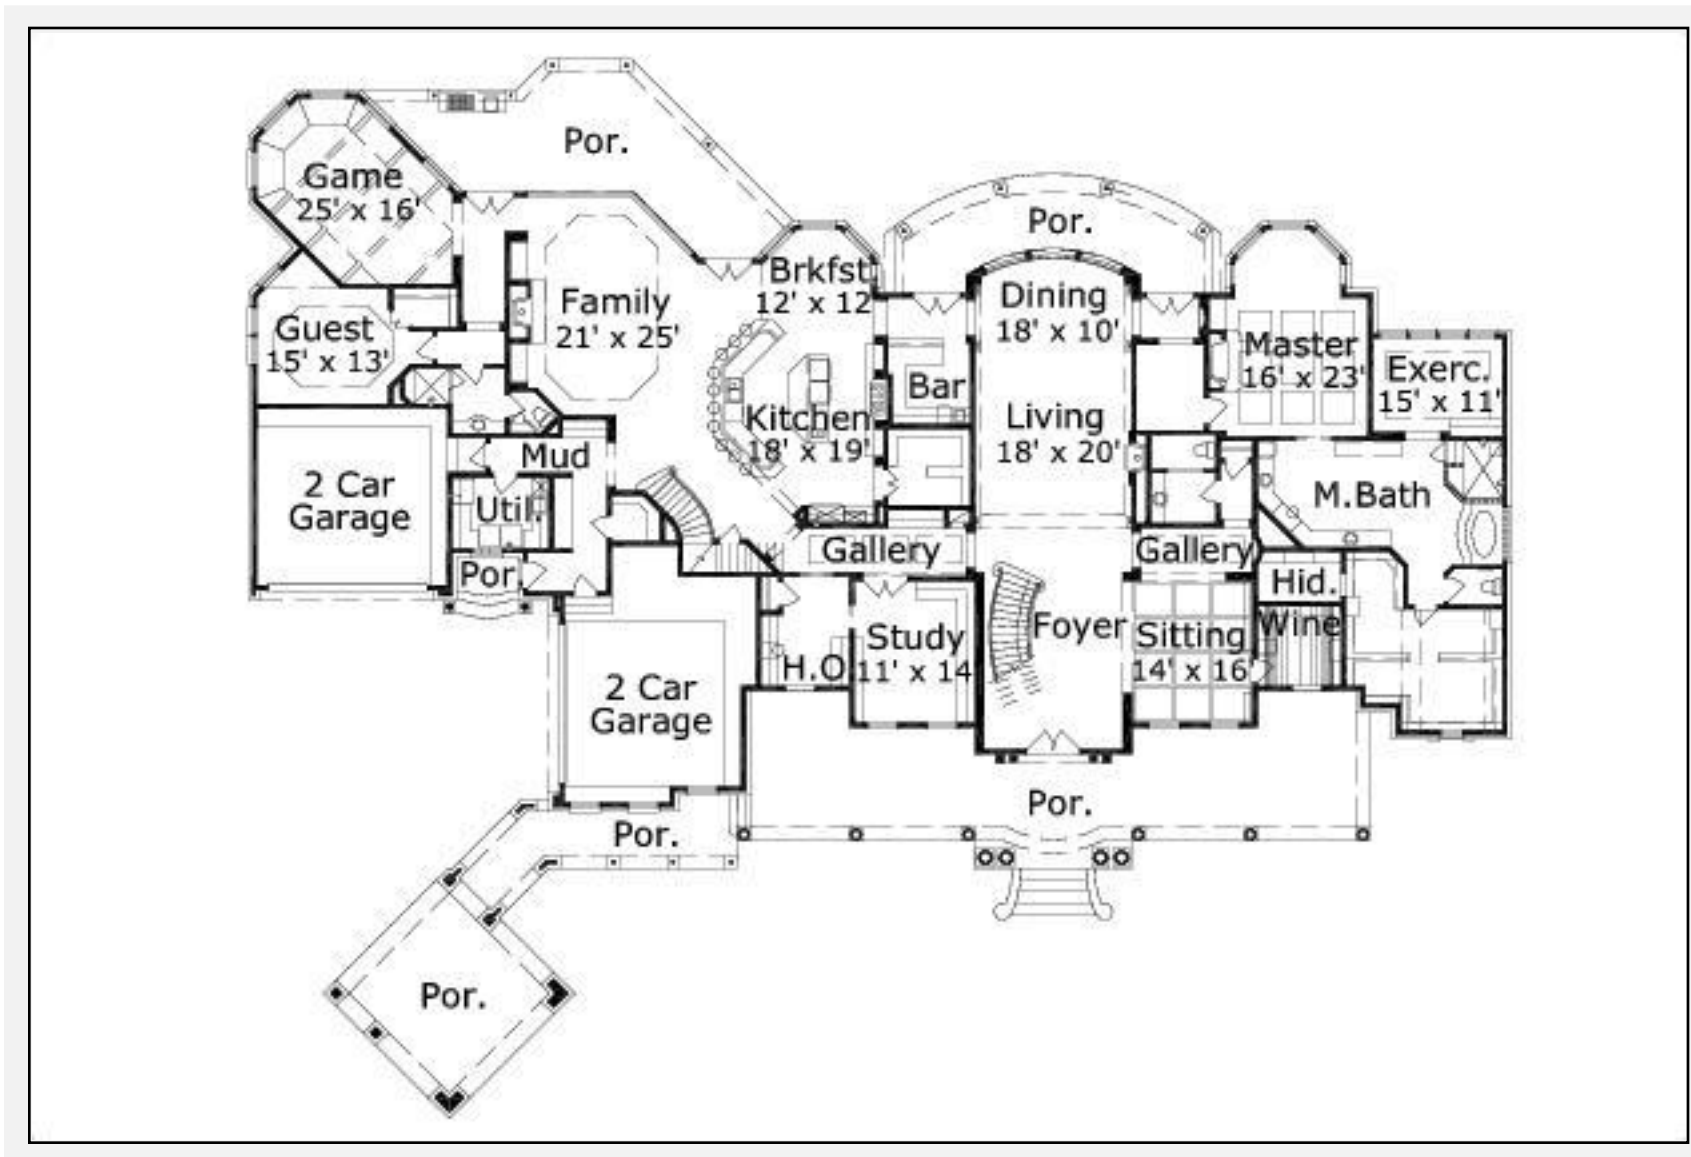 Por.
Game
25' x 16'
Por.
Brkfst
12' x 12
Family
21' x 25'
Dining
18' x 10'
Guest
15' x 13'
Master
16' x 23'
Exerc.
15' x 11'
Bar
Kitchen
18' x 19'
Living
18' x 20'
Mud
2 Car
Garage
Util
M.Bath
Gallery
Gallery
Por
Hid.
Study
11' x 14
Foyer
Sitting
14' x 16'
Wine
H.O.
2 Car
Garage
Por.
Por.
Por.